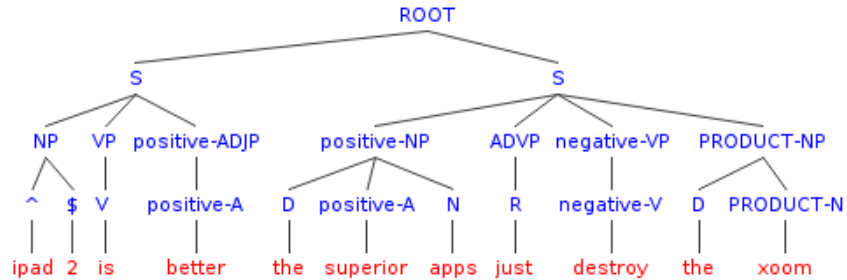 ROOT
S S
NP VP positive-ADJP positive-NP ADVP negative-VP PRODUCT-NP
^ $ V positive-A D positive-A N R negative-V D PRODUCT-N
ipad 2 is better the superior apps just destroy the xoom